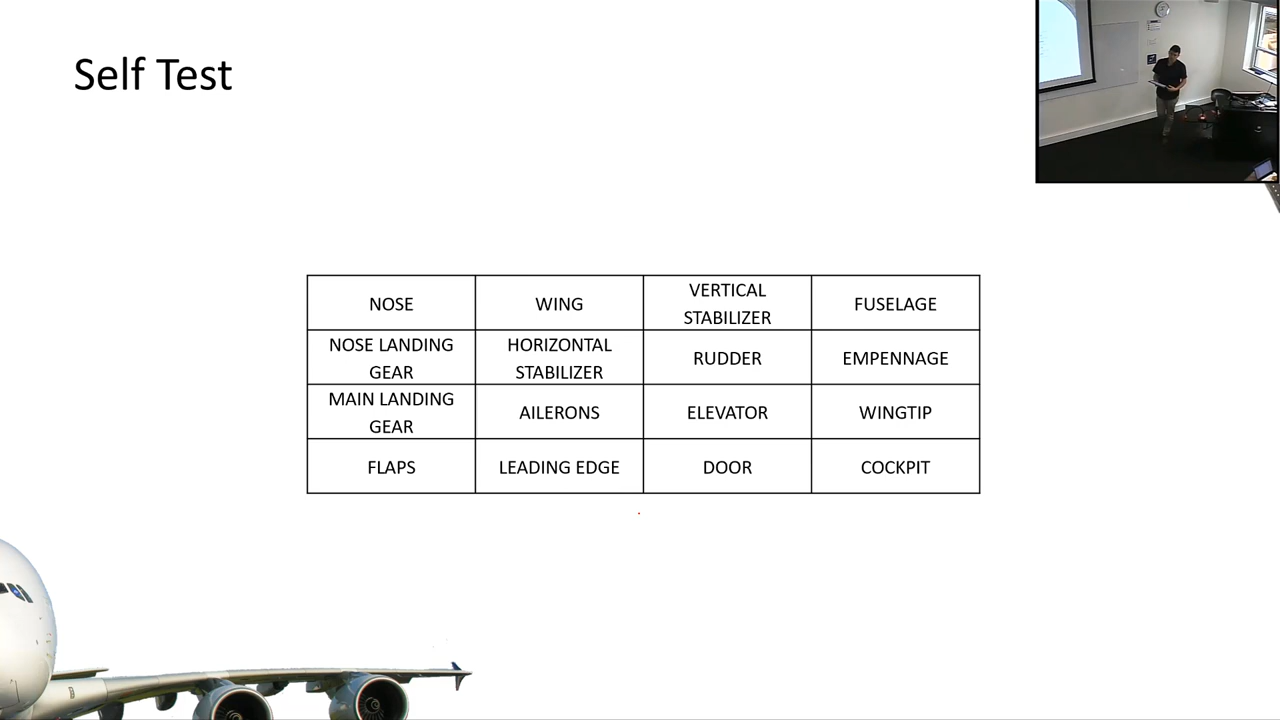 Self Test
NOSE
WING
VERTICAL
STABILIZER
FUSELAGE
NOSE LANDING
GEAR
HORIZONTAL
STABILIZER
RUDDER
EMPENNAGE
MAIN LANDING
GEAR
AILERONS
ELEVATOR
WINGTIP
FLAPS
LEADING EDGE
DOOR
COCKPIT